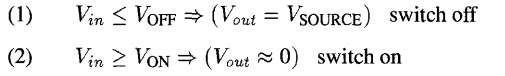 (1) V_in ≤ V_OFF ⇒ (V_out = V_SOURCE) switch off
(2) V_in ≥ V_ON ⇒ (V_out ≈ 0) switch on